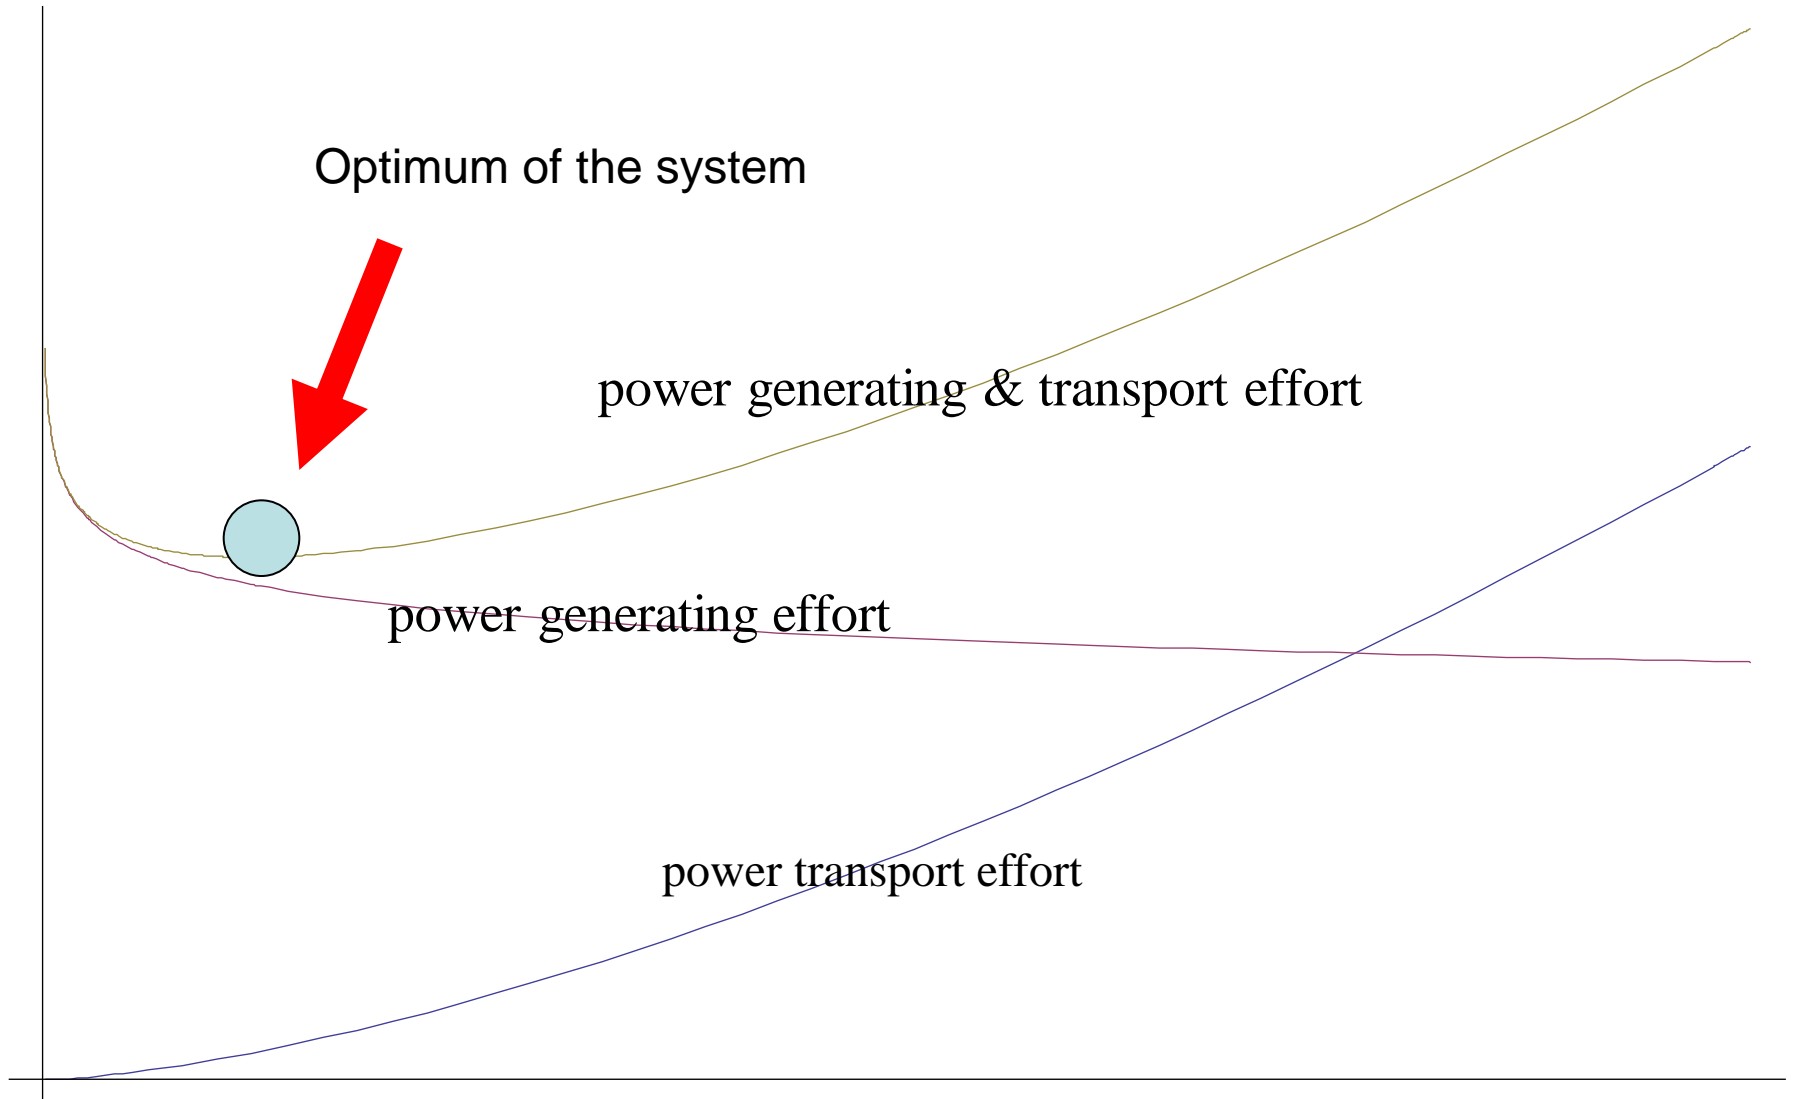 Optimum of the system
power generating & transport effort
power generating effort
power transport effort